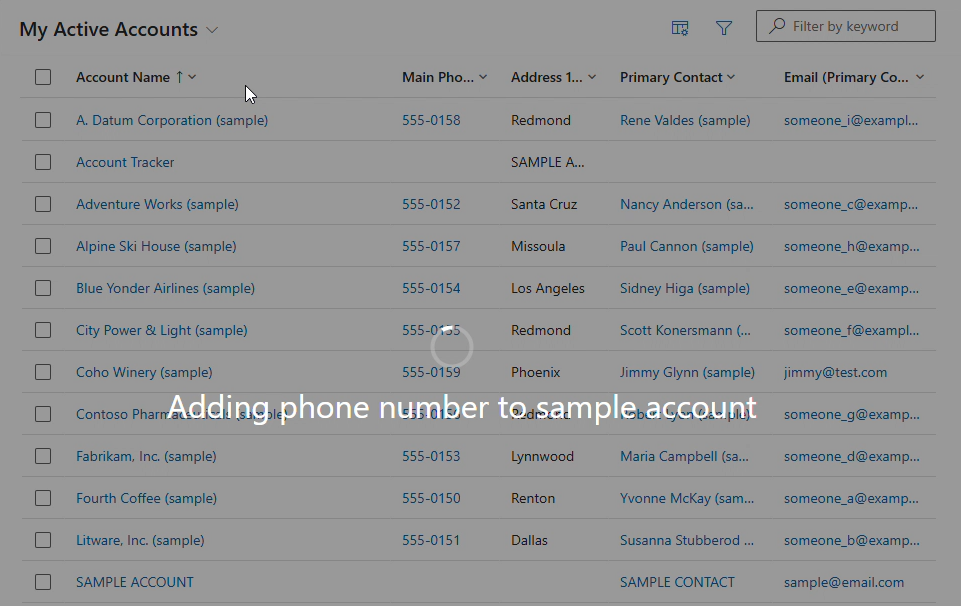 My Active Accounts
Filter by keyword
Account Name ↑ Main Pho... Address 1... Primary Contact Email (Primary Co...
A. Datum Corporation (sample) 555-0158 Redmond Rene Valdes (sample) someone_i@exampl...
Account Tracker SAMPLE A...
Adventure Works (sample) 555-0152 Santa Cruz Nancy Anderson (sa... someone_c@examp...
Alpine Ski House (sample) 555-0157 Missoula Paul Cannon (sample) someone_h@examp...
Blue Yonder Airlines (sample) 555-0154 Los Angeles Sidney Higa (sample) someone_e@examp...
City Power & Light (sample) 555-0155 Redmond Scott Konersmann (... someone_f@exampl...
Coho Winery (sample) 555-0159 Phoenix Jimmy Glynn (sample) jimmy@test.com
Adding phone number to sample account
Contoso Pharmaceuticals (sample) Redmond Robert Lyon (sample) someone_g@examp...
Fabrikam, Inc. (sample) 555-0153 Lynnwood Maria Campbell (sa... someone_d@examp...
Fourth Coffee (sample) 555-0150 Renton Yvonne McKay (sam... someone_a@examp...
Litware, Inc. (sample) 555-0151 Dallas Susanna Stubberod ... someone_b@examp...
SAMPLE ACCOUNT SAMPLE CONTACT sample@email.com